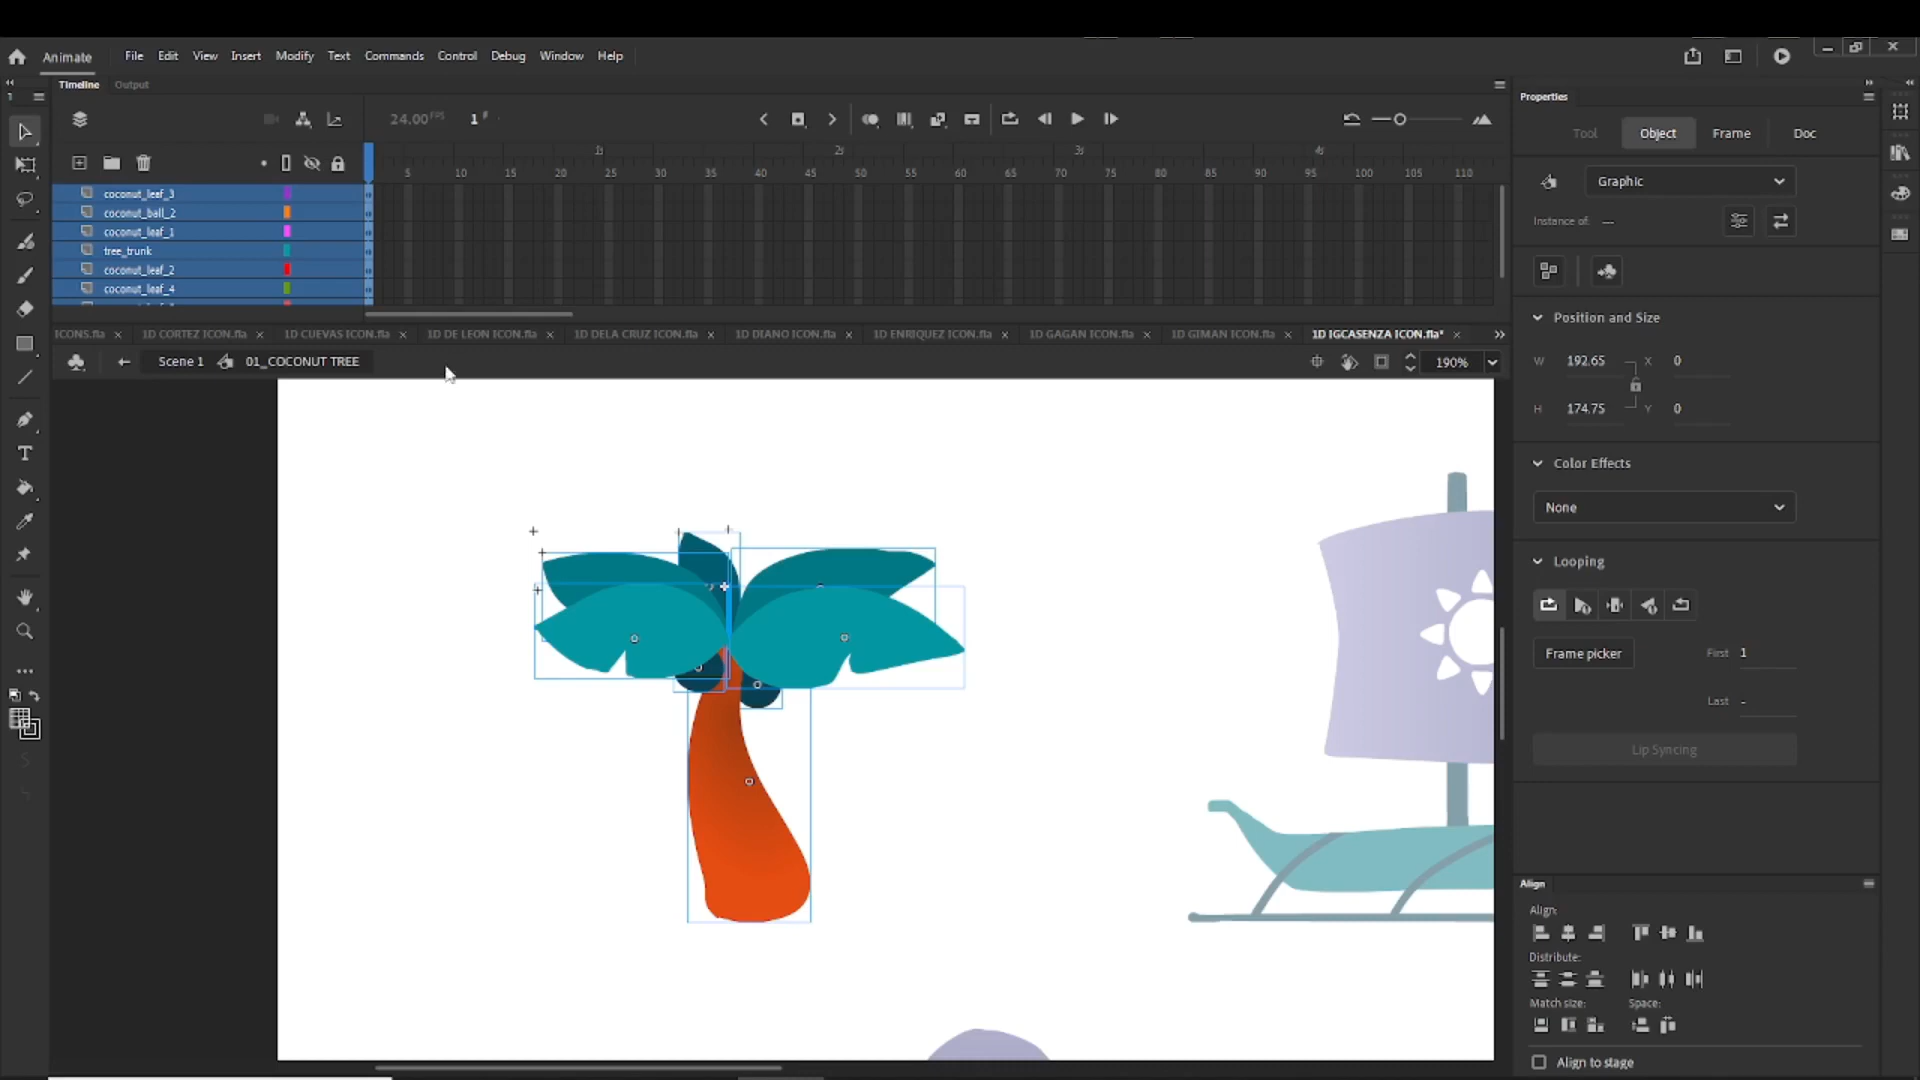 Animate File Edit View Insert Modify Text Commands Control Debug Window Help
Timeline Output
Properties
24.00 FPS 1 F
Tool Object Frame Doc
1s 2s 3s 4s
5 10 15 20 25 30 35 40 45 50 55 60 65 70 75 80 85 90 95 100 105 110
coconut_leaf_3
coconut_ball_2
coconut_leaf_1
tree_trunk
coconut_leaf_2
coconut_leaf_4
Graphic
Instance of: ---
ICONS.fla 1D CORTEZ ICON.fla 1D CUEVAS ICON.fla 1D DE LEON ICON.fla 1D DELA CRUZ ICON.fla 1D DIANO ICON.fla 1D ENRIQUEZ ICON.fla 1D GAGAN ICON.fla 1D GIMAN ICON.fla 1D IGCASENZA ICON.fla*
Scene 1 01_COCONUT TREE 190%
Position and Size
W 192.65 X 0
H 174.75 Y 0
Color Effects
None
Looping
Frame picker First 1
Last -
Lip Syncing
Align
Align:
Distribute:
Match size: Space:
Align to stage